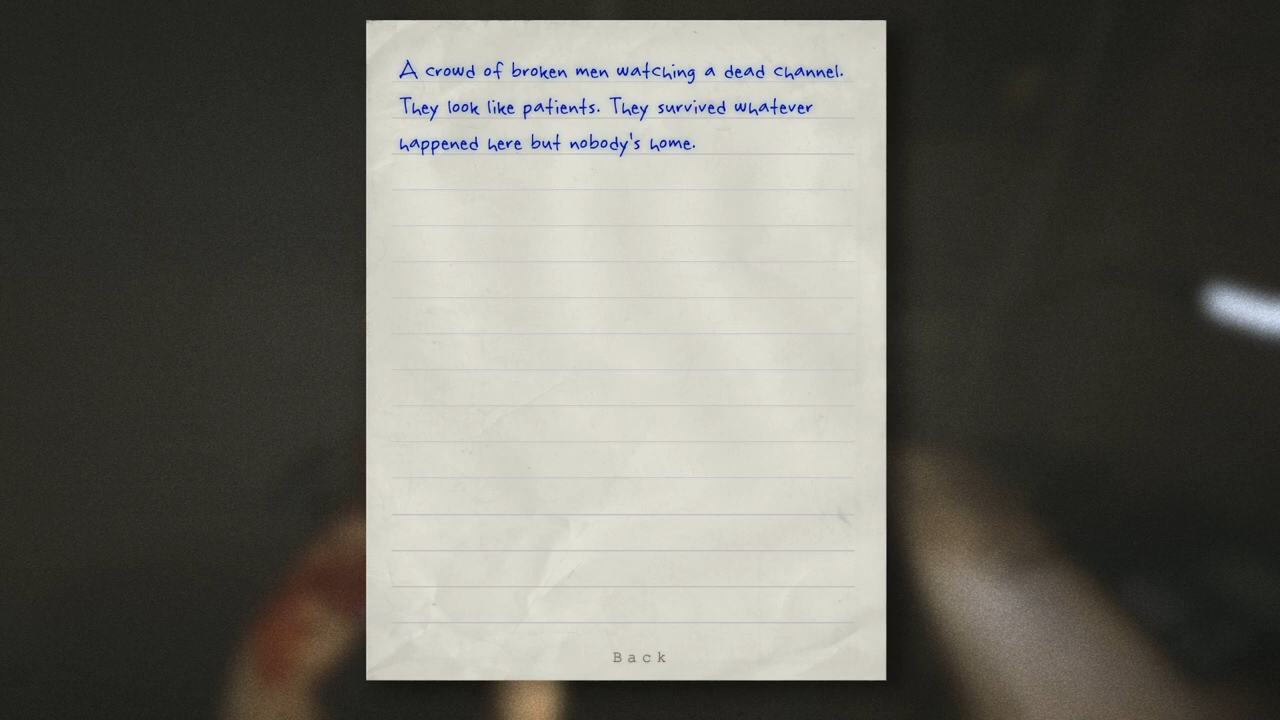 A crowd of broken men watching a dead channel.
They look like patients. They survived whatever
happened here but nobody's home.
Back